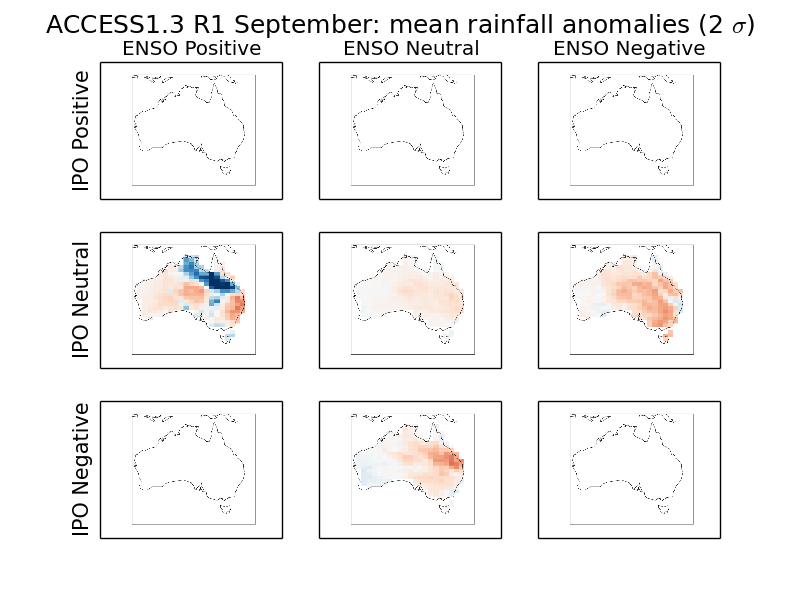 ACCESS1.3 R1 September: mean rainfall anomalies (2 σ)
ENSO Positive ENSO Neutral ENSO Negative
IPO Positive
IPO Neutral
IPO Negative